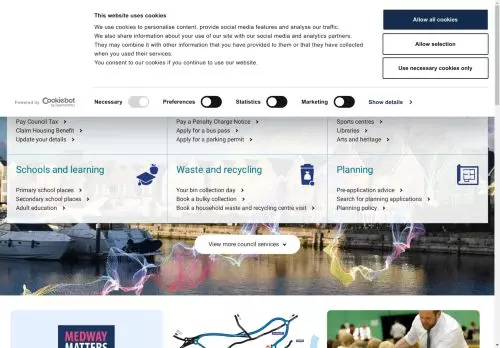 This website uses cookies
We use cookies to personalise content, provide social media features and analyse our traffic.
We also share information about your use of our site with our social media and analytics partners.
They may combine it with other information that you have provided to them or that they have collected
when you used their services.
You consent to our cookies if you continue to use our website.
Allow all cookies
Allow selection
Use necessary cookies only
Powered by Cookiebot
Necessary
Preferences
Statistics
Marketing
Show details
Pay Council Tax
Claim Housing Benefit
Update your details
Pay a Penalty Charge Notice
Apply for a bus pass
Apply for a parking permit
Sports centres
Libraries
Arts and heritage
Schools and learning
Primary school places
Secondary school places
Adult education
Waste and recycling
Your bin collection day
Book a bulky collection
Book a household waste and recycling centre visit
Planning
Pre-application advice
Search for planning applications
Planning policy
View more council services
MEDWAY
MATTERS